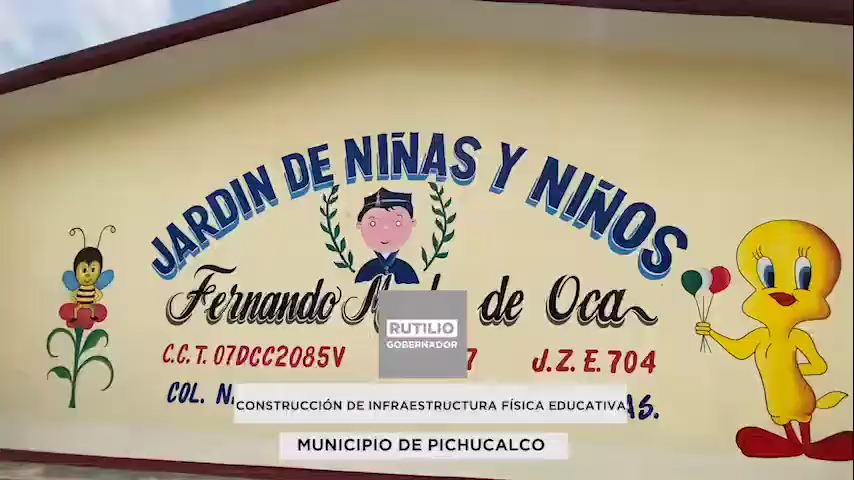 JARDIN DE NIÑAS Y NIÑOS
Fernando de Oca
C.C.T. 07DCC2085V 7 J.Z.E. 704
COL.
RUTILIO
GOBERNADOR
CONSTRUCCIÓN DE INFRAESTRUCTURA FÍSICA EDUCATIVA
MUNICIPIO DE PICHUCALCO